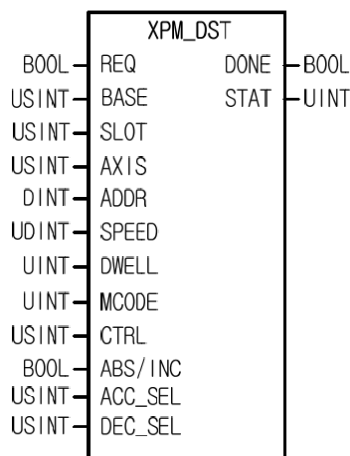 XPM_DST
BOOL REQ DONE BOOL
USINT BASE STAT UINT
USINT SLOT
USINT AXIS
DINT ADDR
UDINT SPEED
UINT DWELL
UINT MCODE
USINT CTRL
BOOL ABS/INC
USINT ACC_SEL
USINT DEC_SEL